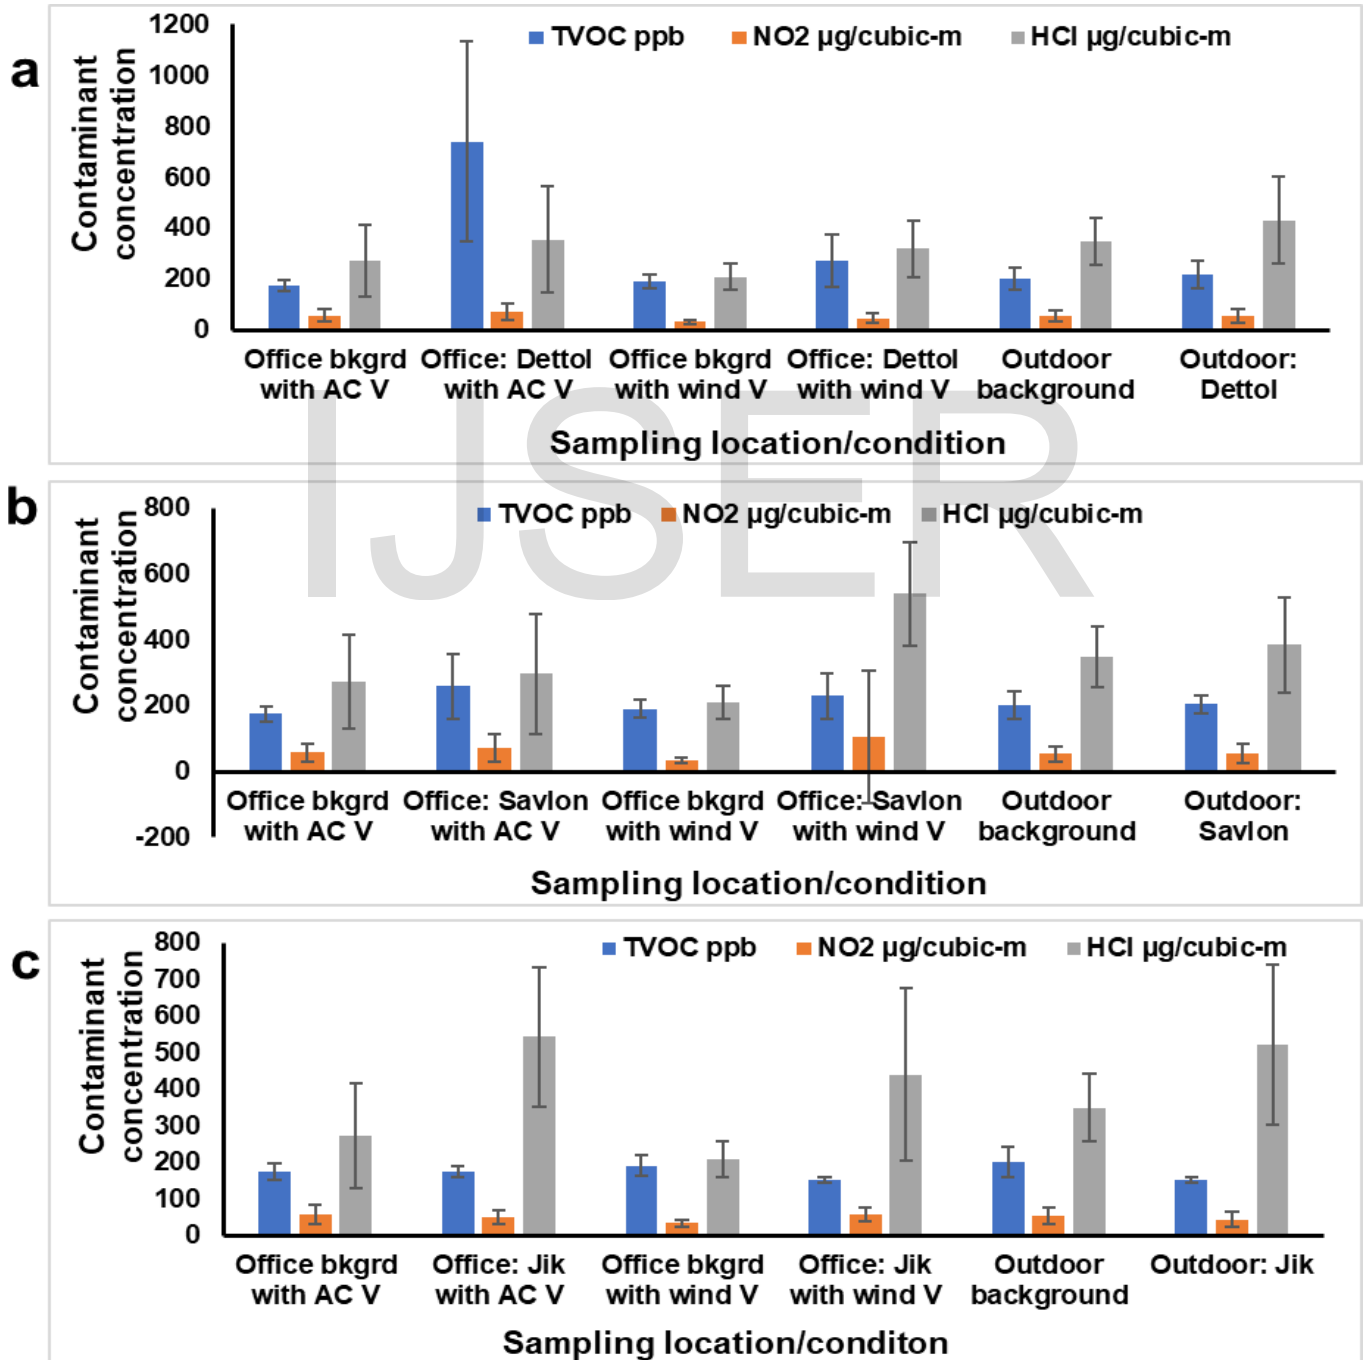 a
Contaminant
concentration
TVOC ppb NO2 µg/cubic-m HCl µg/cubic-m
1200
1000
800
600
400
200
0
Office bkgrd Office: Dettol Office bkgrd Office: Dettol Outdoor Outdoor:
with AC V with AC V with wind V with wind V background Dettol
Sampling location/condition
IJSER
b
Contaminant
concentration
TVOC ppb NO2 µg/cubic-m HCl µg/cubic-m
800
600
400
200
0
-200
Office bkgrd Office: Savlon Office bkgrd Office: Savlon Outdoor Outdoor:
with AC V with AC V with wind V with wind V background Savlon
Sampling location/condition
c
Contaminant
concentration
TVOC ppb NO2 µg/cubic-m HCl µg/cubic-m
800
700
600
500
400
300
200
100
0
Office bkgrd Office: Jik Office bkgrd Office: Jik Outdoor Outdoor: Jik
with AC V with AC V with wind V with wind V background
Sampling location/conditon